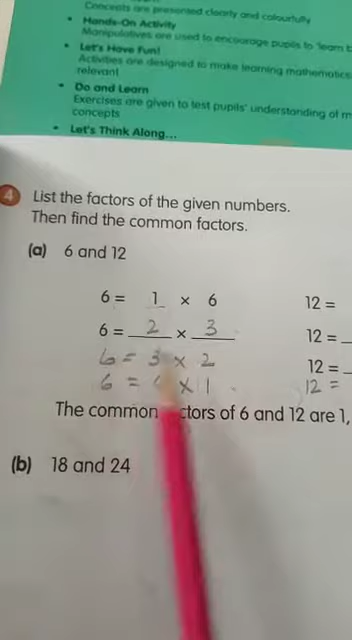 Concepts are presented clearly and colourfully
• Hands-On Activity
Manipulatives are used to encourage pupils to 'learn b
• Let's Have Fun!
Activities are designed to make learning mathematics
relevant
• Do and Learn
Exercises are given to test pupils' understanding of m
concepts
• Let's Think Along...
4 List the factors of the given numbers.
Then find the common factors.
(a) 6 and 12
6 = 1 × 6 12 =
6 = 2 × 3 12 =
6 = 3 × 2 12 =
6 = × 1 12 =
The common ctors of 6 and 12 are 1,
(b) 18 and 24